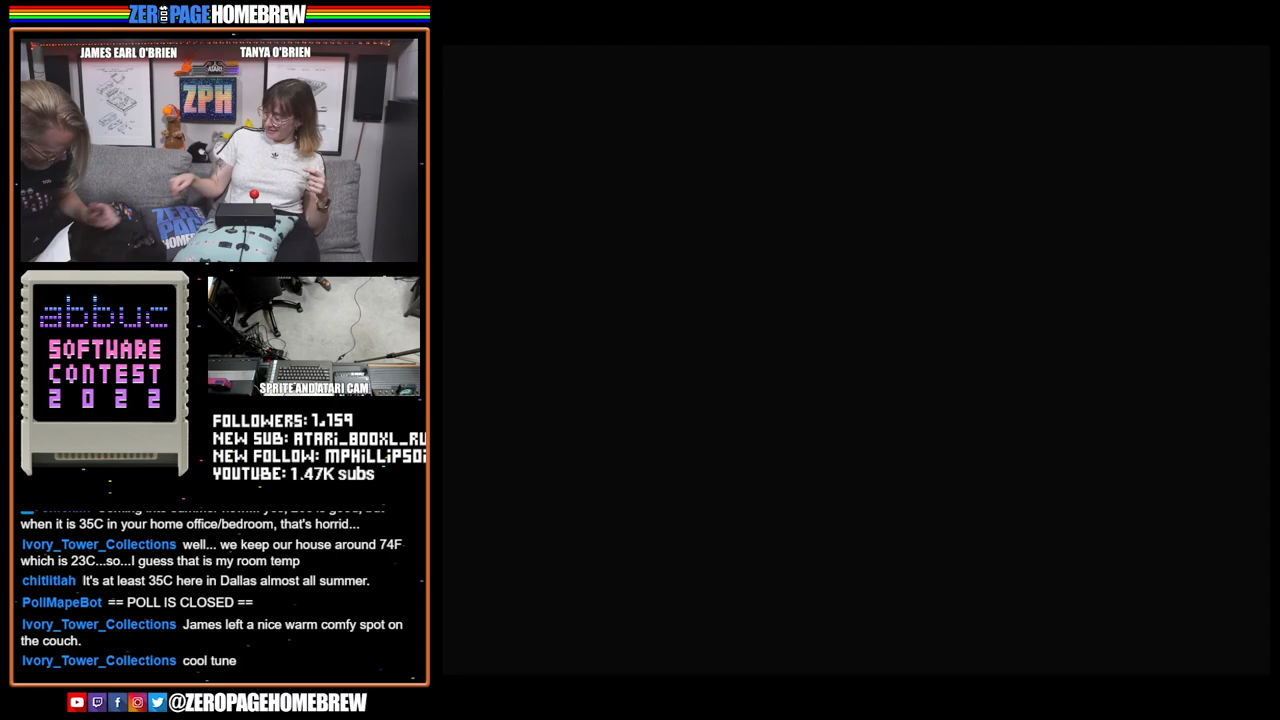 ZEROPAGE HOMEBREW
JAMES EARL O'BRIEN
TANYA O'BRIEN
ATARI
ZPH
ZERO
PAGE
abbuc
SOFTWARE
CONTEST
2022
SPRITE AND ATARI CAM
FOLLOWERS: 1,159
NEW SUB: ATARI_800XL_RU
NEW FOLLOW: MPHILLIPSO
YOUTUBE: 1.47K subs
when it is 35C in your home office/bedroom, that's horrid...
Ivory_Tower_Collections well... we keep our house around 74F
which is 23C...so...I guess that is my room temp
chitlitlah It's at least 35C here in Dallas almost all summer.
PollMapeBot == POLL IS CLOSED ==
Ivory_Tower_Collections James left a nice warm comfy spot on
the couch.
Ivory_Tower_Collections cool tune
@ZEROPAGEHOMEBREW